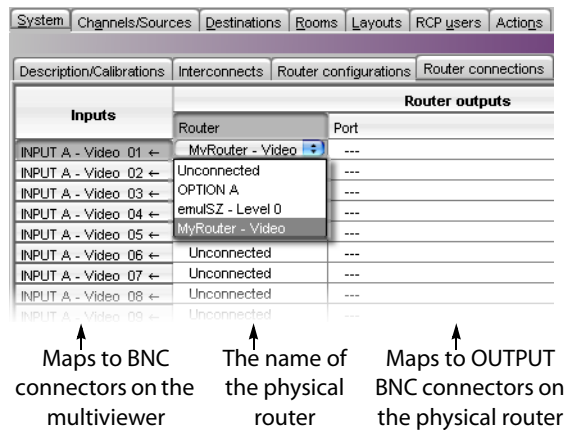 System Channels/Sources Destinations Rooms Layouts RCP users Actions
Description/Calibrations Interconnects Router configurations Router connections
Inputs Router outputs
Router Port
INPUT A - Video 01 ← MyRouter - Video ---
INPUT A - Video 02 ← Unconnected ---
INPUT A - Video 03 ← OPTION A ---
INPUT A - Video 04 ← emulSZ - Level 0 ---
INPUT A - Video 05 ← MyRouter - Video ---
INPUT A - Video 06 ← Unconnected ---
INPUT A - Video 07 ← Unconnected ---
INPUT A - Video 08 ← Unconnected ---
INPUT A - Video 09 ← Unconnected
Maps to BNC The name of Maps to OUTPUT
connectors on the the physical BNC connectors on
multiviewer router the physical router